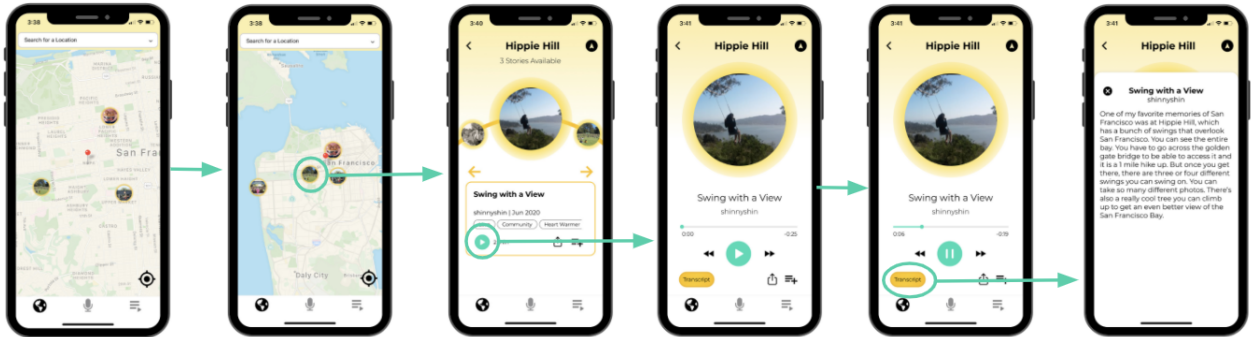 3:38
Search for a Location
San Fra
3:38
Search for a Location
San Francisco
Daly City
3:40
Hippie Hill
3 Stories Available
Swing with a View
shinnyshin | Jun 2020
Community
Heart Warmer
3:41
Hippie Hill
Swing with a View
shinnyshin
0:00
-0:25
Transcript
3:41
Hippie Hill
Swing with a View
shinnyshin
0:06
-0:19
Transcript
3:41
Hippie Hill
Swing with a View
shinnyshin
One of my favorite memories of San
Francisco was at Hippie Hill, which
has a bunch of swings that overlook
San Francisco. You can see the entire
bay. You have to go across the golden
gate bridge to be able to access it and
it is a 1 mile hike up. But once you get
there, there are three or four different
swings you can swing on. You can
take so many different photos. There's
also a really cool tree you can climb
up to get an even better view of the
San Francisco Bay.